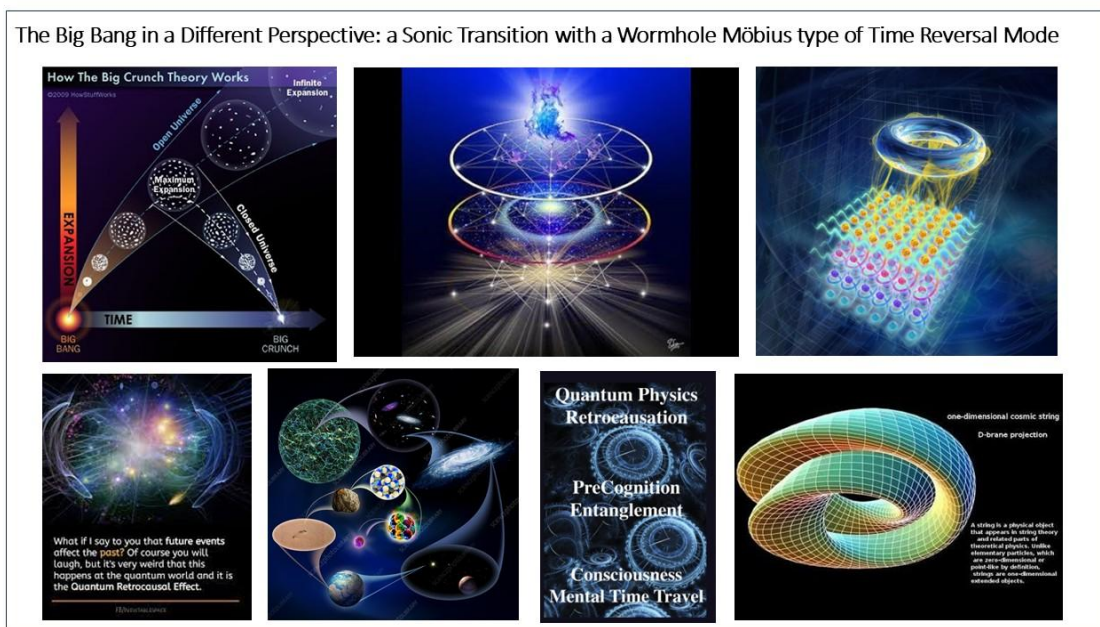 The Big Bang in a Different Perspective: a Sonic Transition with a Wormhole Möbius type of Time Reversal Mode
How The Big Crunch Theory Works
©2009 HowStuffWorks
Infinite
Expansion
Open Universe
Maximum
Expansion
Closed Universe
EXPANSION
TIME
BIG
BANG
BIG
CRUNCH
What if I say to you that future events
affect the past? Of course you will
laugh, but it's very weird that this
happens at the quantum world and it is
the Quantum Retrocausal Effect.
Quantum Physics
Retrocausation
PreCognition
Entanglement
Consciousness
Mental Time Travel
one-dimensional cosmic string
D-brane projection
A string is a physical object
that appears in string theory
and related parts of
theoretical physics. Unlike
elementary particles, which
are zero-dimensional or
point-like by definition,
strings are one-dimensional
extended objects.